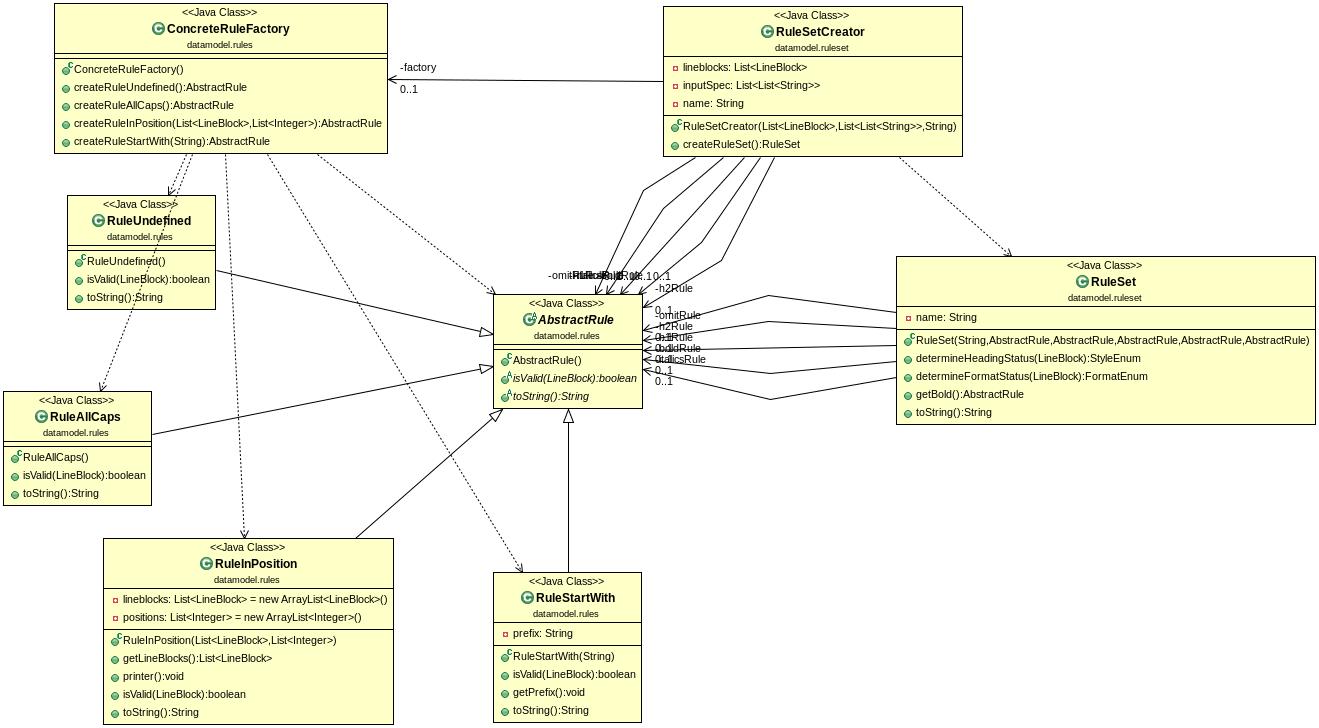 <<Java Class>>
ConcreteRuleFactory
datamodel.rules
ConcreteRuleFactory()
createRuleUndefined():AbstractRule
createRuleAllCaps():AbstractRule
createRuleInPosition(List<LineBlock>,List<Integer>):AbstractRule
createRuleStartWith(String):AbstractRule
-factory
0..1
<<Java Class>>
RuleSetCreator
datamodel.ruleset
lineblocks: List<LineBlock>
inputSpec: List<List<String>>
name: String
RuleSetCreator(List<LineBlock>,List<List<String>>,String)
createRuleSet():RuleSet
<<Java Class>>
RuleUndefined
datamodel.rules
RuleUndefined()
isValid(LineBlock):boolean
toString():String
0..1
-h2Rule
0..1
<<Java Class>>
AbstractRule
datamodel.rules
AbstractRule()
isValid(LineBlock):boolean
toString():String
-omitRule
-h2Rule
0..1
0..1
<<Java Class>>
RuleSet
datamodel.ruleset
name: String
RuleSet(String,AbstractRule,AbstractRule,AbstractRule,AbstractRule,AbstractRule)
determineHeadingStatus(LineBlock):StyleEnum
determineFormatStatus(LineBlock):FormatEnum
getBold():AbstractRule
toString():String
<<Java Class>>
RuleAllCaps
datamodel.rules
RuleAllCaps()
isValid(LineBlock):boolean
toString():String
<<Java Class>>
RuleInPosition
datamodel.rules
lineblocks: List<LineBlock> = new ArrayList<LineBlock>()
positions: List<Integer> = new ArrayList<Integer>()
RuleInPosition(List<LineBlock>,List<Integer>)
getLineBlocks():List<LineBlock>
printer():void
isValid(LineBlock):boolean
toString():String
<<Java Class>>
RuleStartWith
datamodel.rules
prefix: String
RuleStartWith(String)
isValid(LineBlock):boolean
getPrefix():void
toString():String